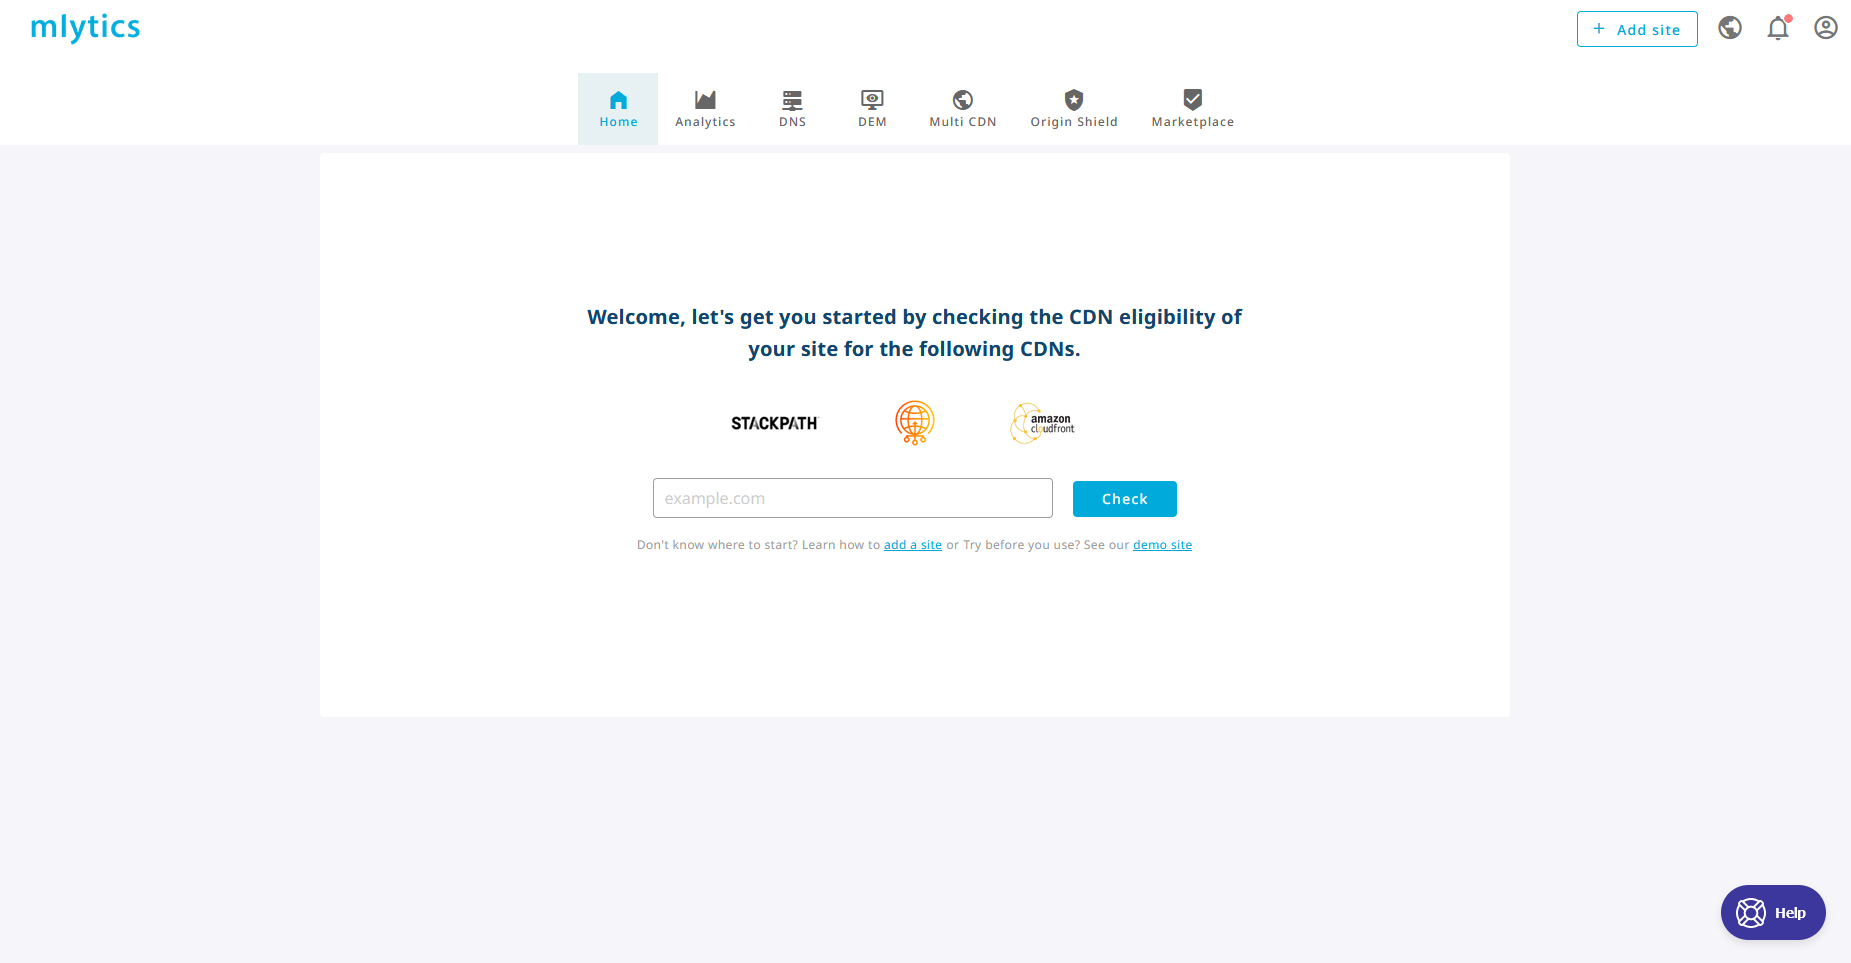 mlytics
+ Add site
Home
Analytics
DNS
DEM
Multi CDN
Origin Shield
Marketplace
Welcome, let's get you started by checking the CDN eligibility of
your site for the following CDNs.
STACKPATH
amazon
cloudfront
example.com
Check
Don't know where to start? Learn how to add a site or Try before you use? See our demo site
Help